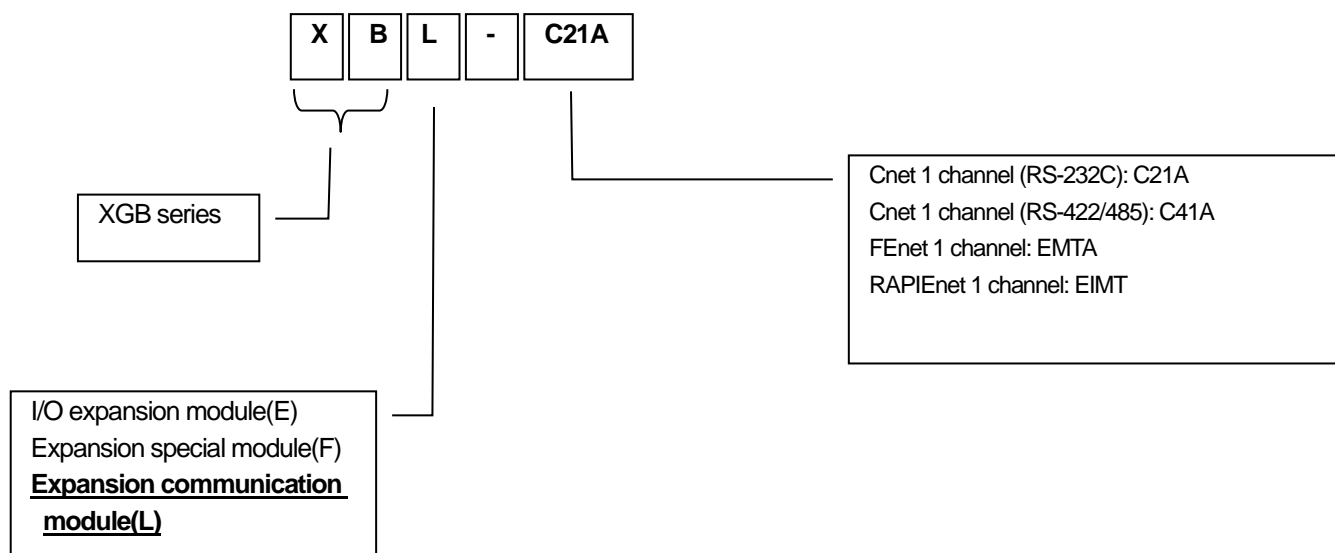 X B L - C21A
Cnet 1 channel (RS-232C): C21A
Cnet 1 channel (RS-422/485): C41A
FEnet 1 channel: EMTA
RAPIEnet 1 channel: EIMT
XGB series
I/O expansion module(E)
Expansion special module(F)
Expansion communication
module(L)